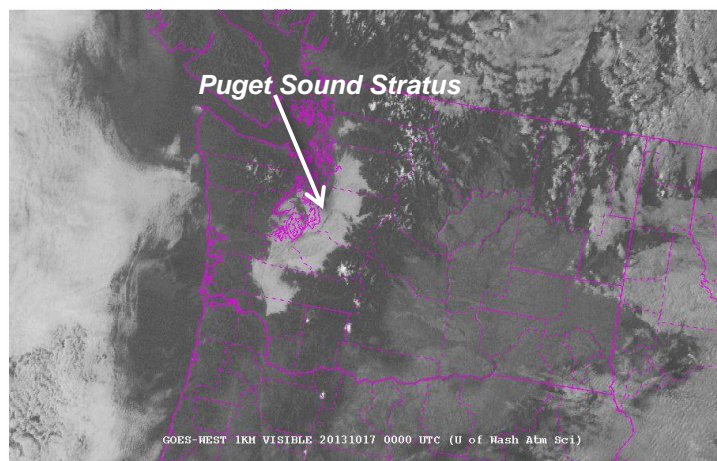 Puget Sound Stratus
GOES-WEST 1KM VISIBLE 20131017 0000 UTC (U of Wash Atm Sci)